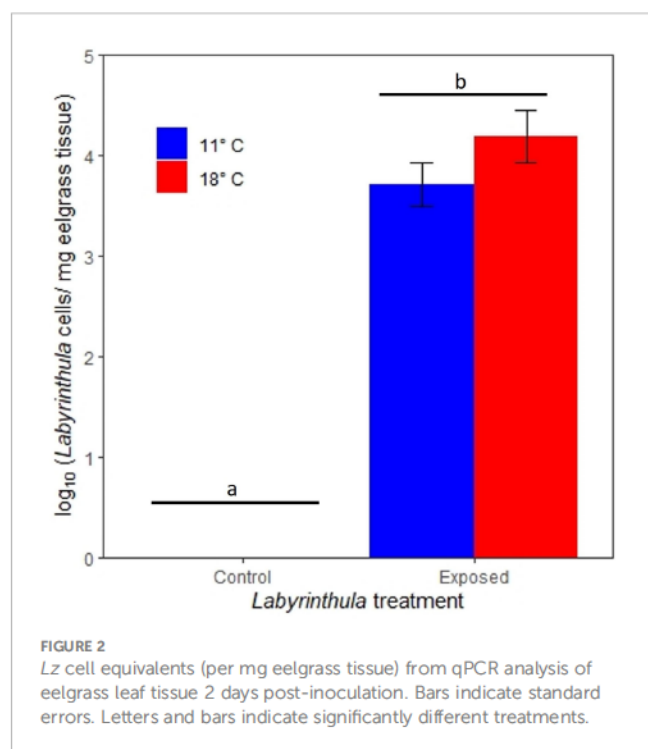 5
4
3
2
1
0
log10 (Labyrinthula cells/ mg eelgrass tissue)
11° C
18° C
a
b
Control
Exposed
Labyrinthula treatment
FIGURE 2
Lz cell equivalents (per mg eelgrass tissue) from qPCR analysis of
eelgrass leaf tissue 2 days post-inoculation. Bars indicate standard
errors. Letters and bars indicate significantly different treatments.